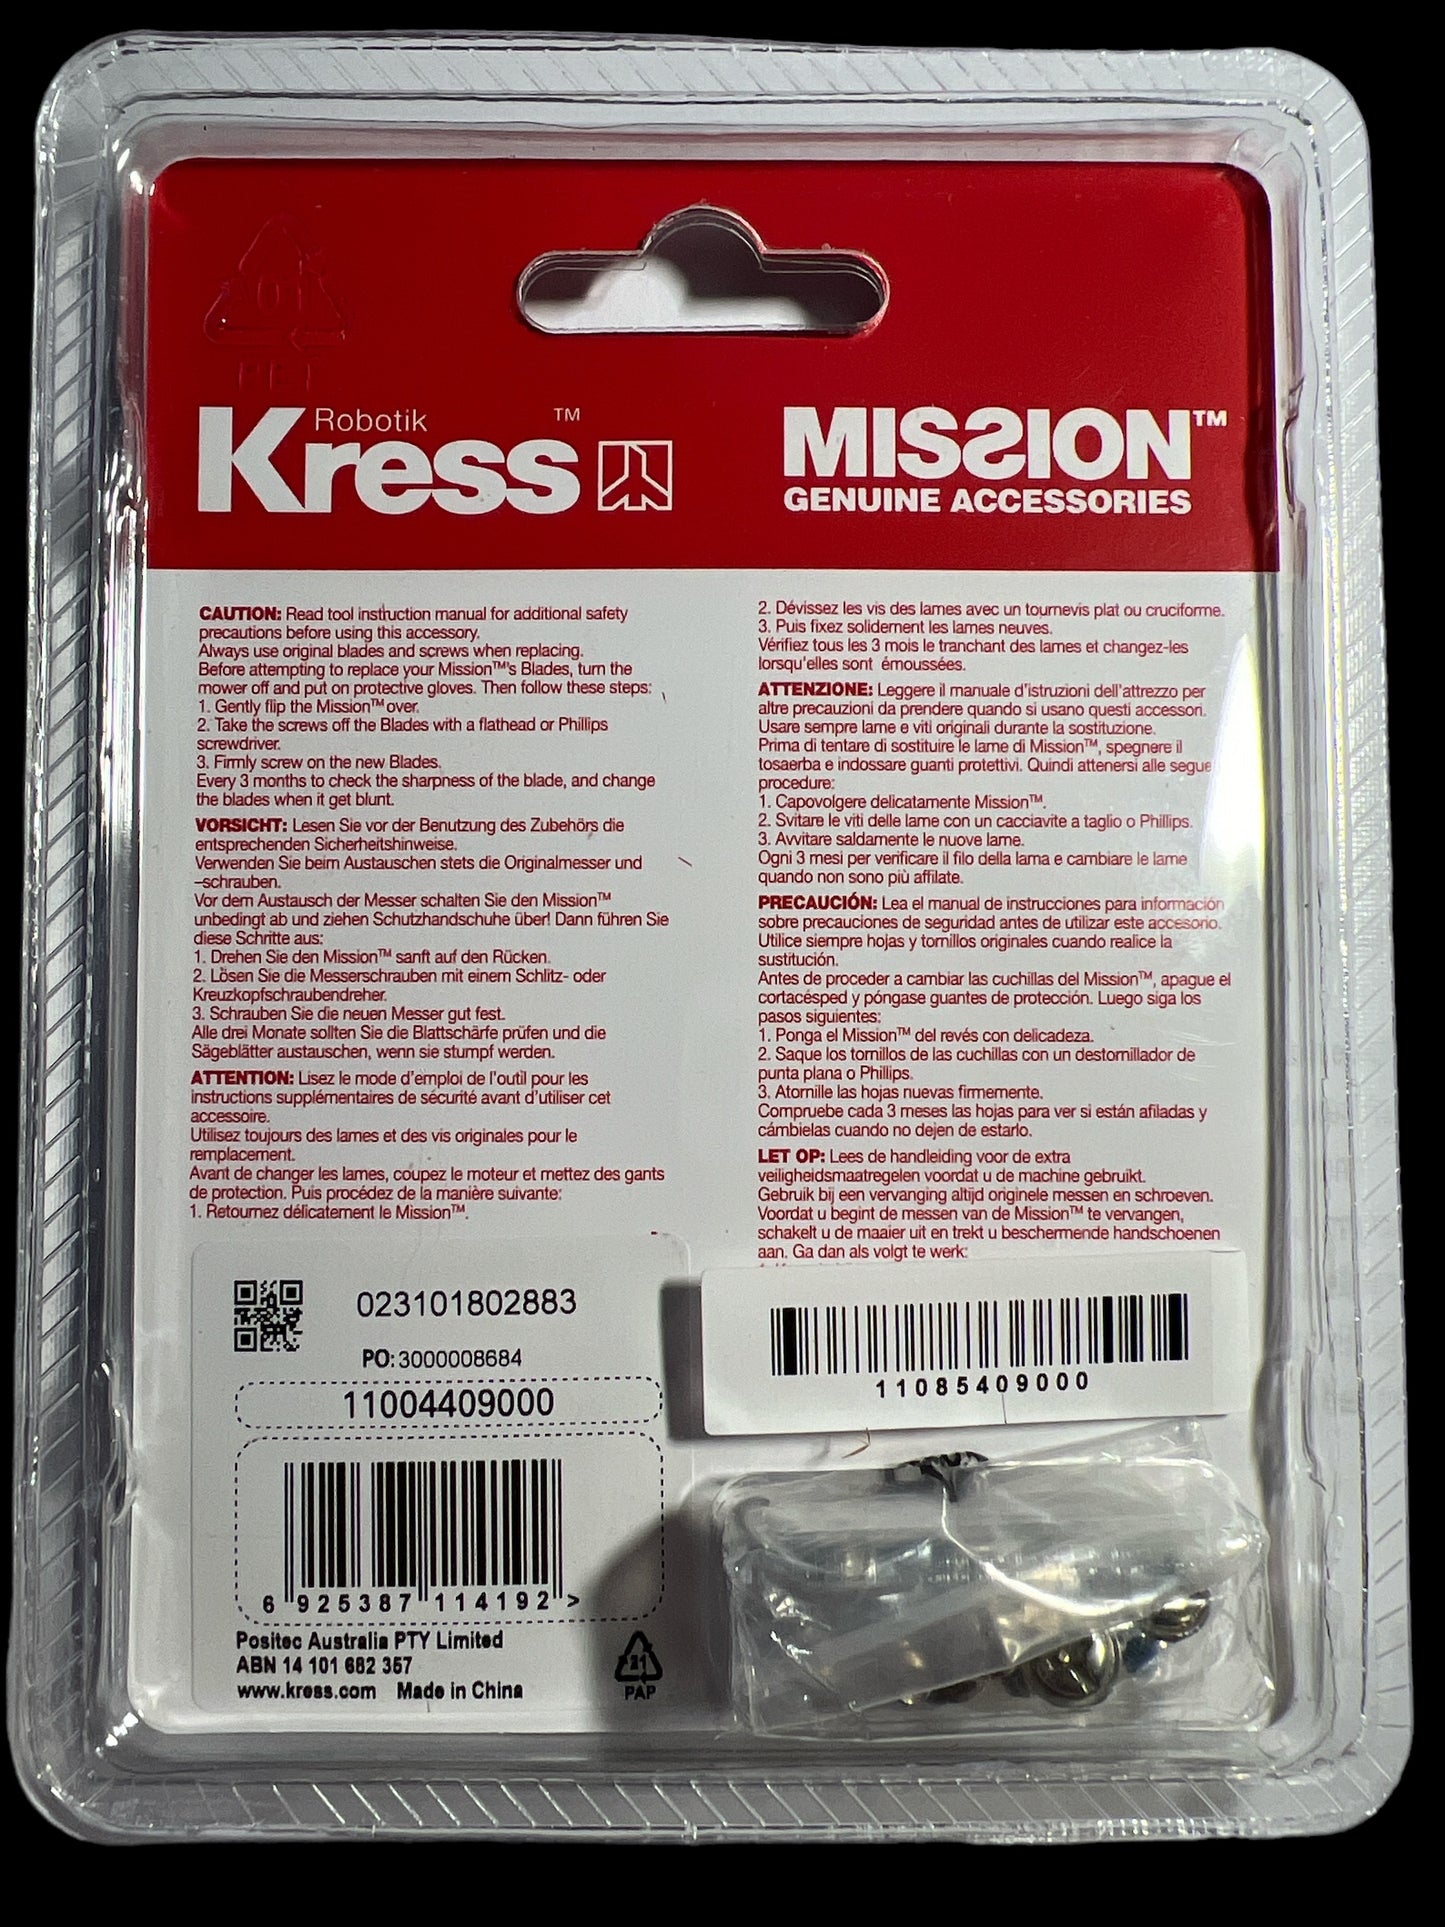 Robotik
Kress™
MISSION™
GENUINE ACCESSORIES
CAUTION: Read tool instruction manual for additional safety
precautions before using this accessory.
Always use original blades and screws when replacing.
Before attempting to replace your Mission™'s Blades, turn the
mower off and put on protective gloves. Then follow these steps:
1. Gently flip the Mission™ over.
2. Take the screws off the Blades with a flathead or Phillips
screwdriver.
3. Firmly screw on the new Blades.
Every 3 months to check the sharpness of the blade, and change
the blades when it get blunt.
VORSICHT: Lesen Sie vor der Benutzung des Zubehörs die
entsprechenden Sicherheitshinweise.
Verwenden Sie beim Austauschen stets die Originalmesser und
–schrauben.
Vor dem Austausch der Messer schalten Sie den Mission™
unbedingt ab und ziehen Schutzhandschuhe über! Dann führen Sie
diese Schritte aus:
1. Drehen Sie den Mission™ sanft auf den Rücken.
2. Lösen Sie die Messerschrauben mit einem Schlitz- oder
Kreuzkopfschraubendreher.
3. Schrauben Sie die neuen Messer gut fest.
Alle drei Monate sollten Sie die Blattschärfe prüfen und die
Sägeblätter austauschen, wenn sie stumpf werden.
ATTENTION: Lisez le mode d'emploi de l'outil pour les
instructions supplémentaires de sécurité avant d'utiliser cet
accessoire.
Utilisez toujours des lames et des vis originales pour le
remplacement.
Avant de changer les lames, coupez le moteur et mettez des gants
de protection. Puis procédez de la manière suivante:
1. Retournez délicatement le Mission™.
2. Dévissez les vis des lames avec un tournevis plat ou cruciforme.
3. Puis fixez solidement les lames neuves.
Vérifiez tous les 3 mois le tranchant des lames et changez-les
lorsqu'elles sont émoussées.
ATTENZIONE: Leggere il manuale d'istruzioni dell'attrezzo per
altre precauzioni da prendere quando si usano questi accessori.
Usare sempre lame e viti originali durante la sostituzione.
Prima di tentare di sostituire le lame di Mission™, spegnere il
tosaerba e indossare guanti protettivi. Quindi attenersi alle segue
procedure:
1. Capovolgere delicatamente Mission™.
2. Svitare le viti delle lame con un cacciavite a taglio o Phillips.
3. Avvitare saldamente le nuove lame.
Ogni 3 mesi per verificare il filo della lama e cambiare le lame
quando non sono più affilate.
PRECAUCIÓN: Lea el manual de instrucciones para información
sobre precauciones de seguridad antes de utilizar este accesorio.
Utilice siempre hojas y tornillos originales cuando realice la
sustitución.
Antes de proceder a cambiar las cuchillas del Mission™, apague el
cortacésped y póngase guantes de protección. Luego siga los
pasos siguientes:
1. Ponga el Mission™ del revés con delicadeza.
2. Saque los tornillos de las cuchillas con un destornillador de
punta plana o Phillips.
3. Atornille las hojas nuevas firmemente.
Compruebe cada 3 meses las hojas para ver si están afiladas y
cámbielas cuando no dejen de estarlo.
LET OP: Lees de handleiding voor de extra
veiligheidsmaatregelen voordat u de machine gebruikt.
Gebruik bij een vervanging altijd originele messen en schroeven.
Voordat u begint de messen van de Mission™ te vervangen,
schakelt u de maaier uit en trekt u beschermende handschoenen
aan. Ga dan als volgt te werk:
023101802883
PO: 3000008684
11004409000
6 925387 114192 >
Positec Australia PTY Limited
ABN 14 101 682 357
www.kress.com Made in China
21
PAP
11085409000